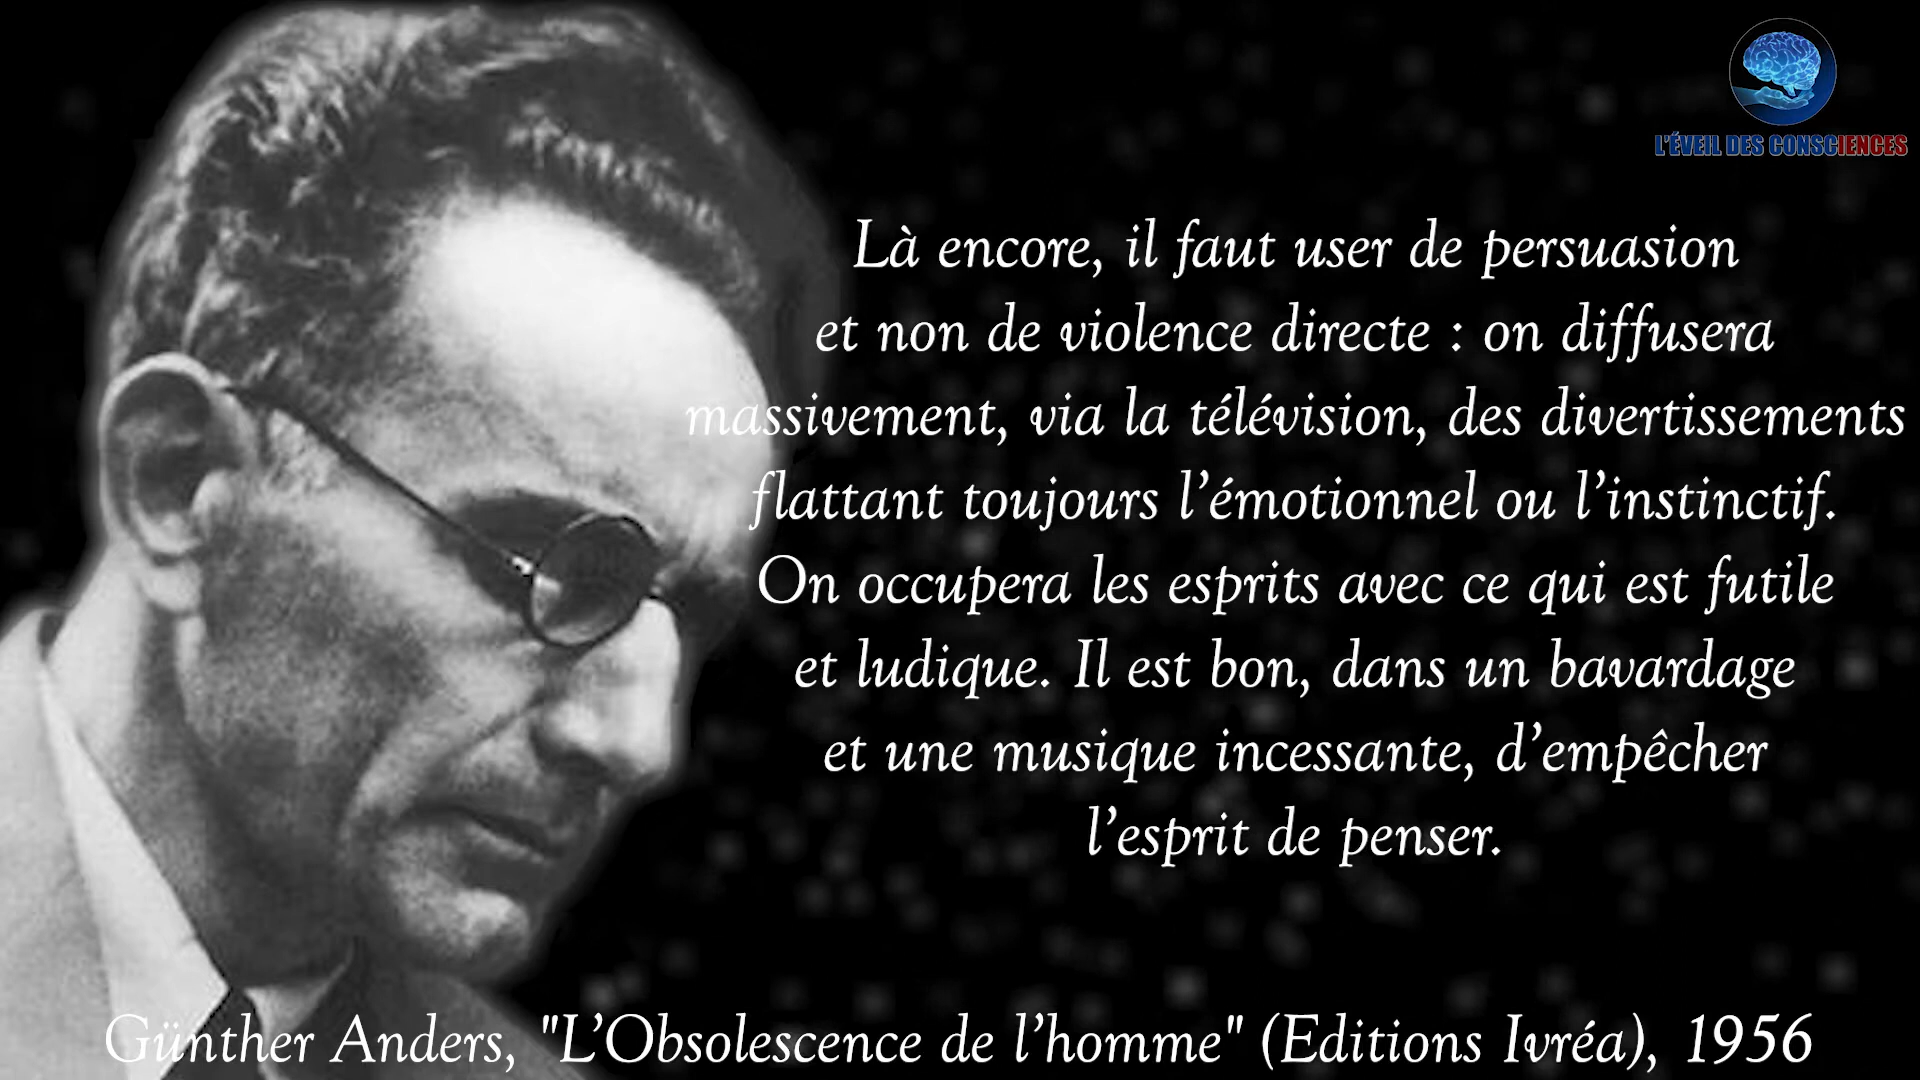 L'ÉVEIL DES CONSCIENCES
Là encore, il faut user de persuasion
et non de violence directe : on diffusera
massivement, via la télévision, des divertissements
flattant toujours l’émotionnel ou l’instinctif.
On occupera les esprits avec ce qui est futile
et ludique. Il est bon, dans un bavardage
et une musique incessante, d’empêcher
l’esprit de penser.
Günther Anders, "L’Obsolescence de l’homme" (Editions Ivréa), 1956